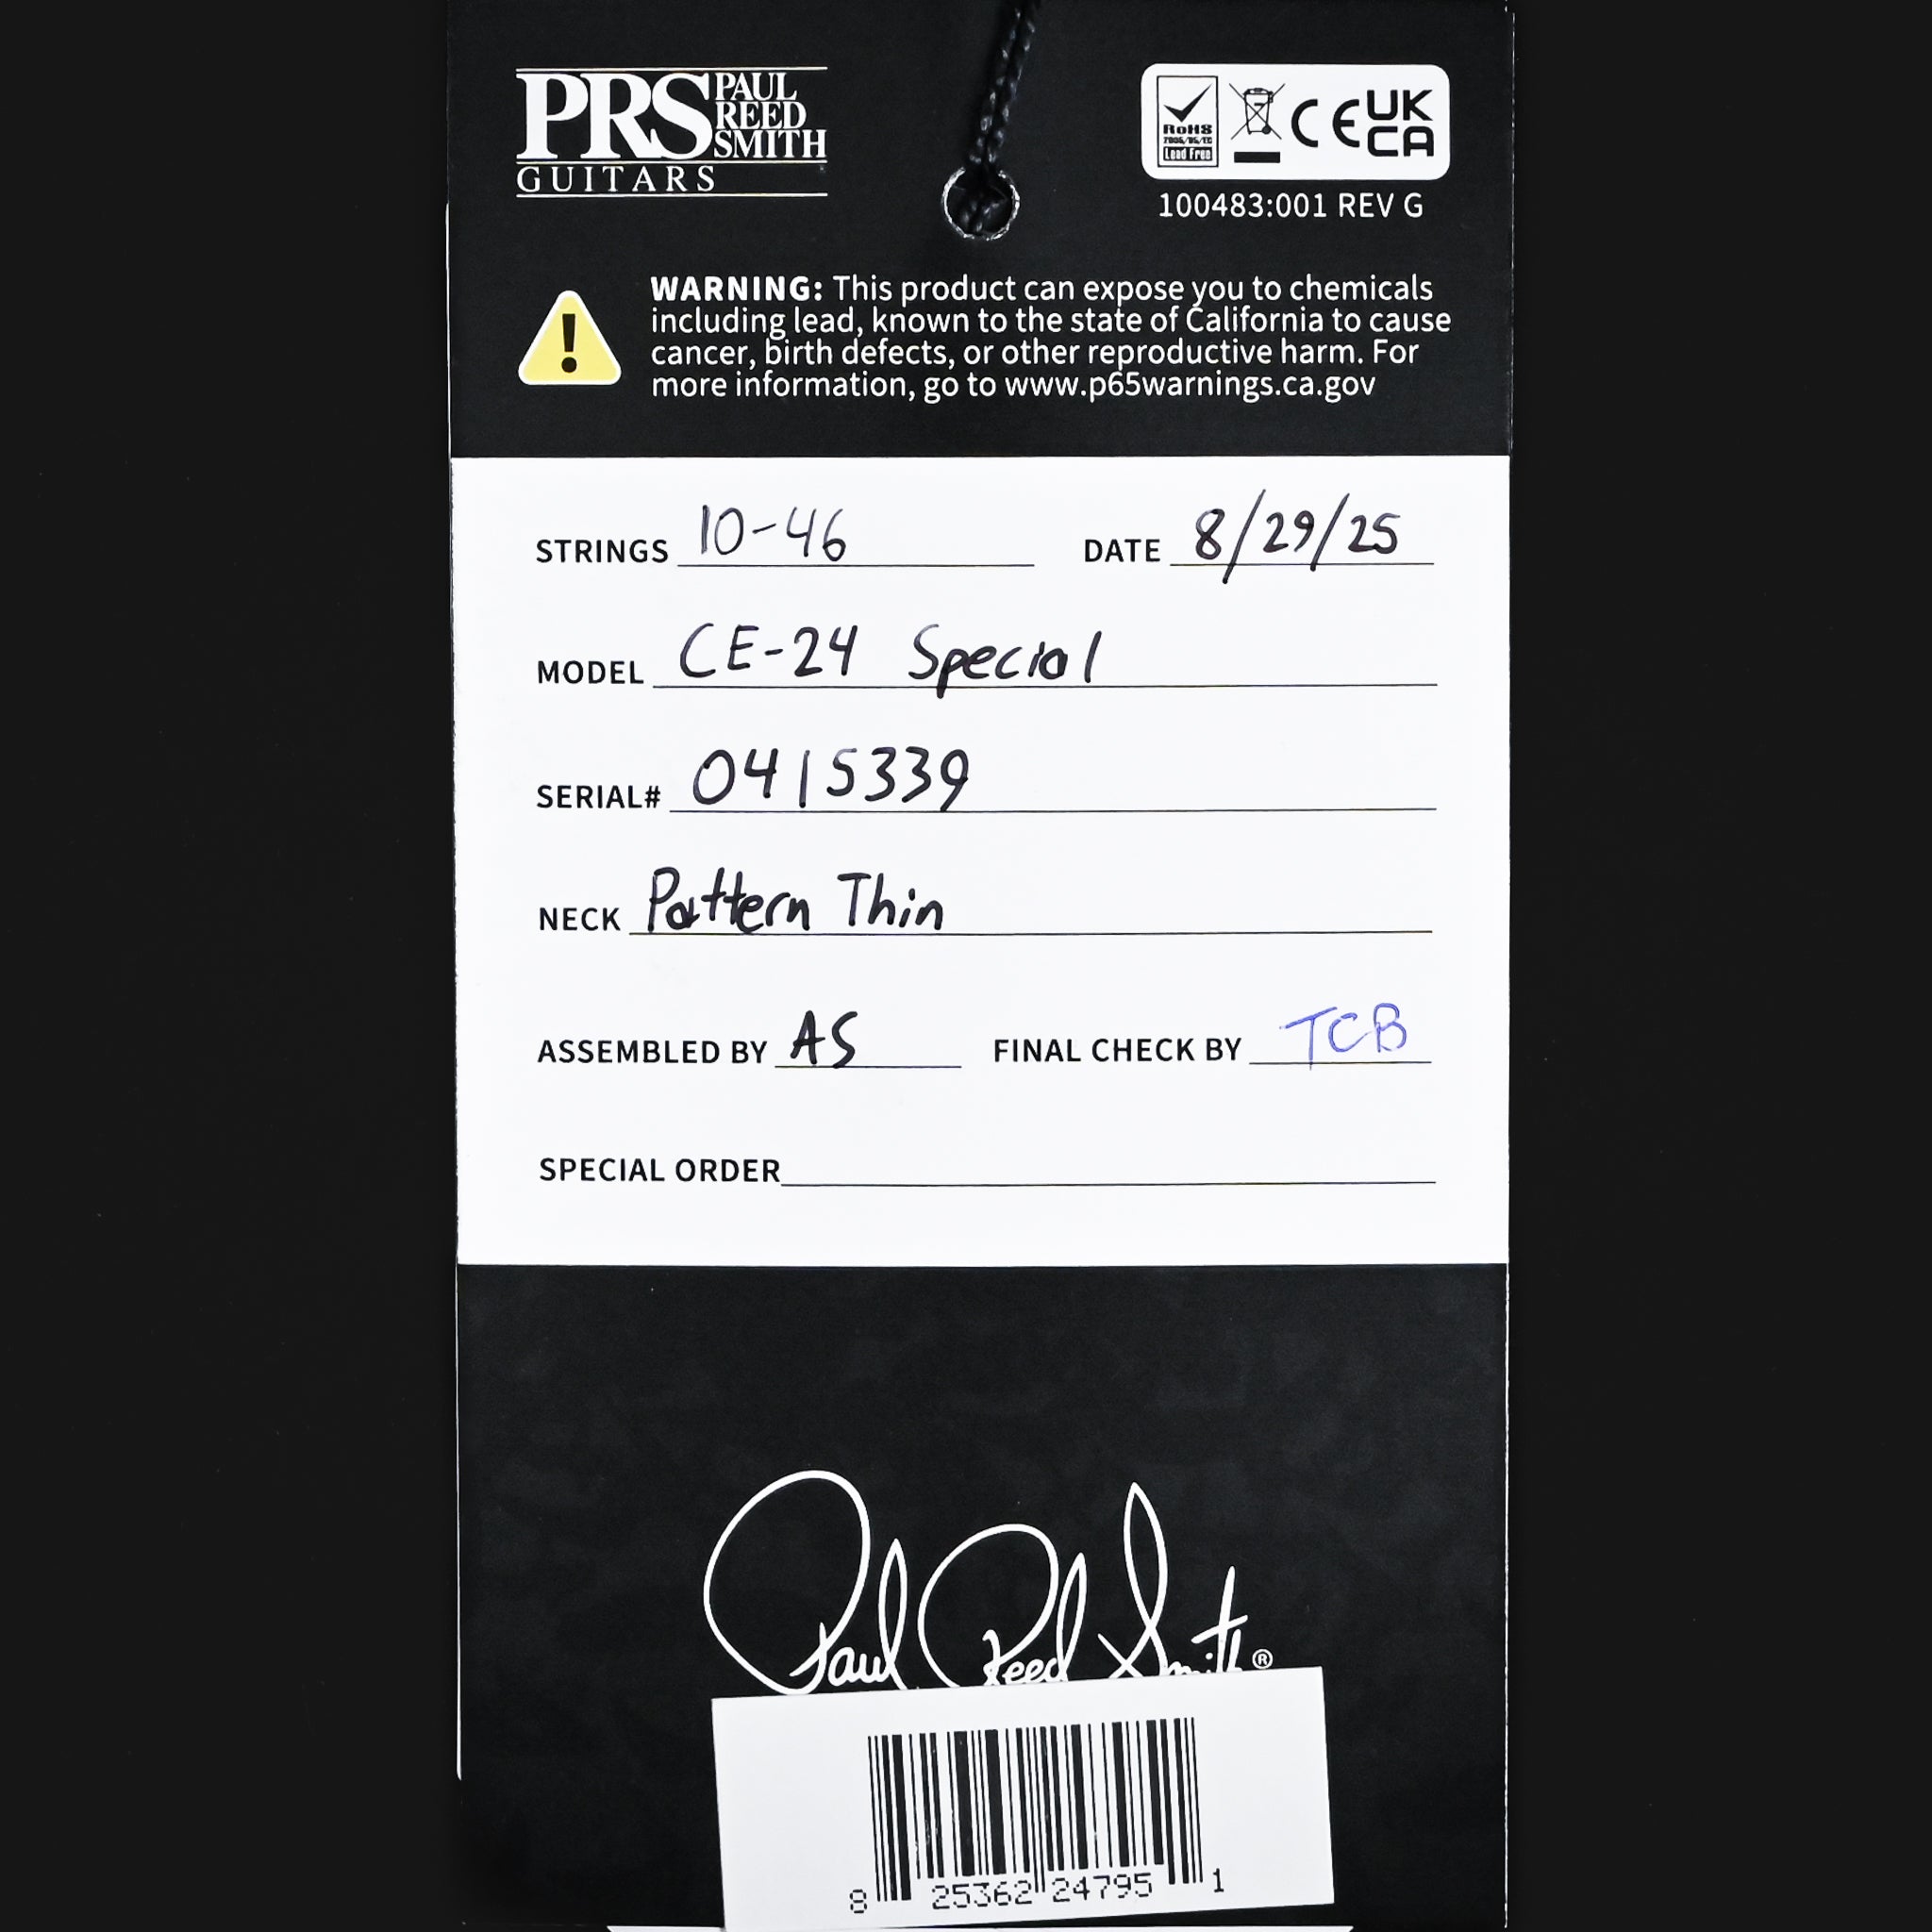 PRS PAUL REED SMITH
GUITARS
RoHS
2006/95/EC
Lead Free
CE UK CA
100483:001 REV G
WARNING: This product can expose you to chemicals
including lead, known to the state of California to cause
cancer, birth defects, or other reproductive harm. For
more information, go to www.p65warnings.ca.gov
STRINGS 10-46 DATE 8/29/25
MODEL CE-24 Special
SERIAL# 0415339
NECK Pattern Thin
ASSEMBLED BY AS FINAL CHECK BY TCB
SPECIAL ORDER
Paul Reed Smith®
8 25362 24795 1